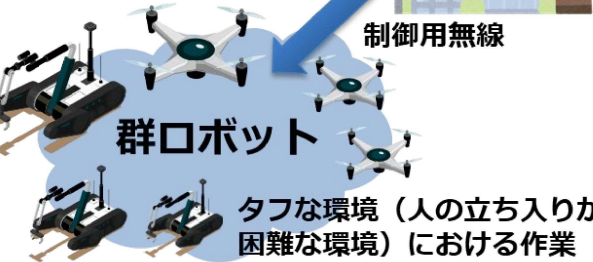 制御用無線
群ロボット
タフな環境（人の立ち入りが
困難な環境）における作業